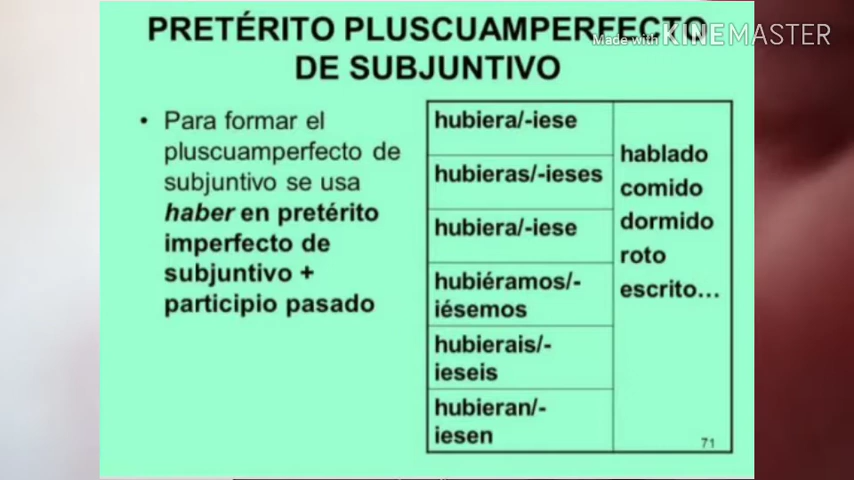 PRETÉRITO PLUSCUAMPERFECTO
DE SUBJUNTIVO
Made with KINEMASTER
• Para formar el
pluscuamperfecto de
subjuntivo se usa
haber en pretérito
imperfecto de
subjuntivo +
participio pasado
hubiera/-iese
hubieras/-ieses
hubiera/-iese
hubiéramos/-
iésemos
hubierais/-
ieseis
hubieran/-
iesen
hablado
comido
dormido
roto
escrito...
71